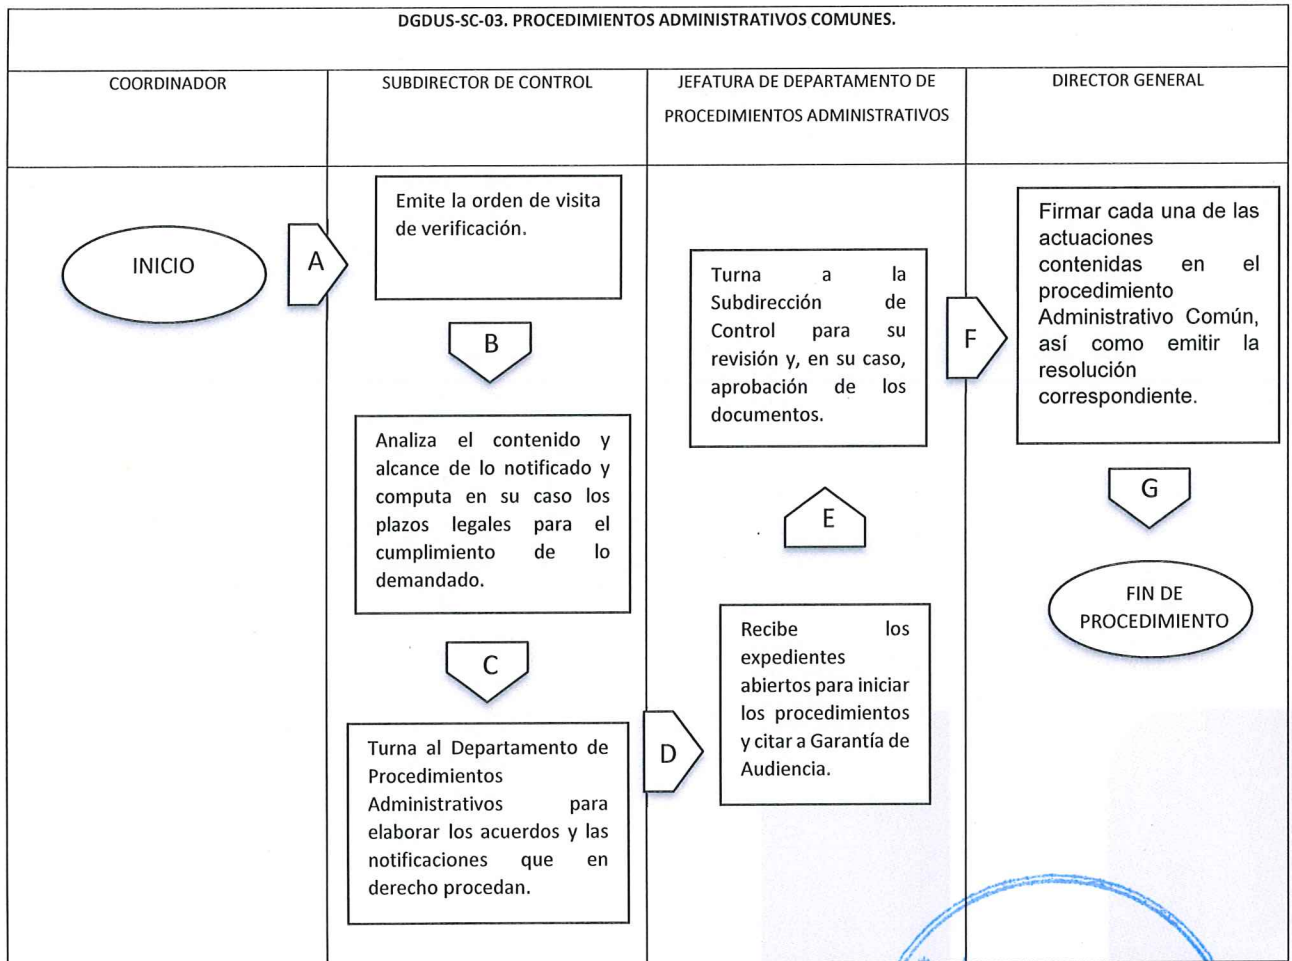 DGDUS-SC-03. PROCEDIMIENTOS ADMINISTRATIVOS COMUNES.
COORDINADOR
SUBDIRECTOR DE CONTROL
JEFATURA DE DEPARTAMENTO DE
PROCEDIMIENTOS ADMINISTRATIVOS
DIRECTOR GENERAL
INICIO
A
Emite la orden de visita
de verificación.
B
Analiza el contenido y
alcance de lo notificado y
computa en su caso los
plazos legales para el
cumplimiento de lo
demandado.
C
Turna al Departamento de
Procedimientos
Administrativos para
elaborar los acuerdos y las
notificaciones que en
derecho procedan.
D
Recibe los
expedientes
abiertos para iniciar
los procedimientos
y citar a Garantía de
Audiencia.
E
Turna a la
Subdirección de
Control para su
revisión y, en su caso,
aprobación de los
documentos.
F
Firmar cada una de las
actuaciones
contenidas en el
procedimiento
Administrativo Común,
así como emitir la
resolución
correspondiente.
G
FIN DE
PROCEDIMIENTO